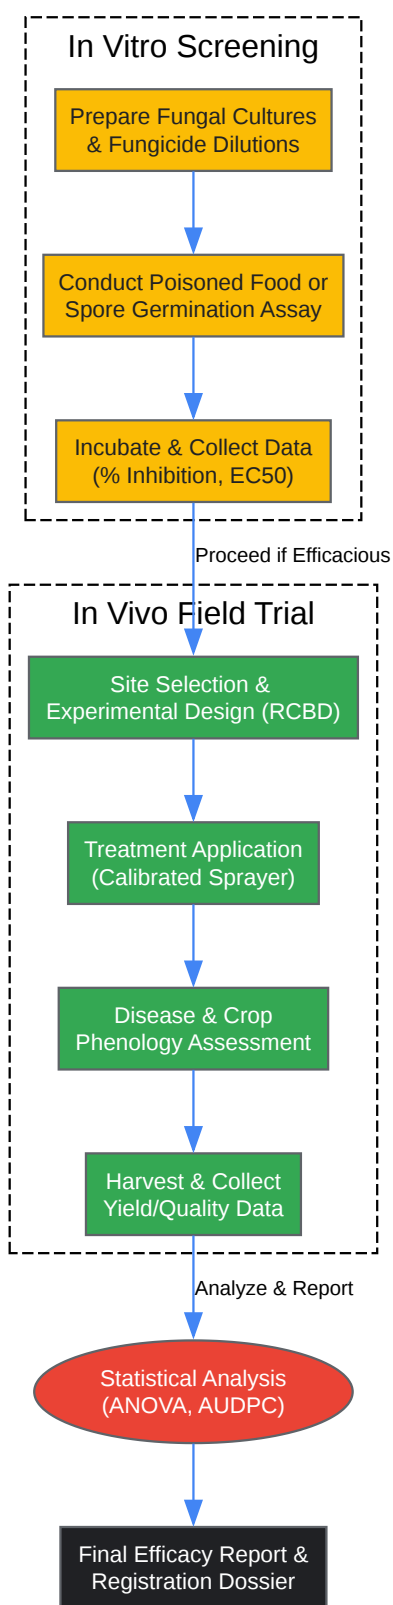 In Vitro Screening
Prepare Fungal Cultures
& Fungicide Dilutions
Conduct Poisoned Food or
Spore Germination Assay
Incubate & Collect Data
(% Inhibition, EC50)
Proceed if Efficacious
In Vivo Field Trial
Site Selection &
Experimental Design (RCBD)
Treatment Application
(Calibrated Sprayer)
Disease & Crop
Phenology Assessment
Harvest & Collect
Yield/Quality Data
Analyze & Report
Statistical Analysis
(ANOVA, AUDPC)
Final Efficacy Report &
Registration Dossier